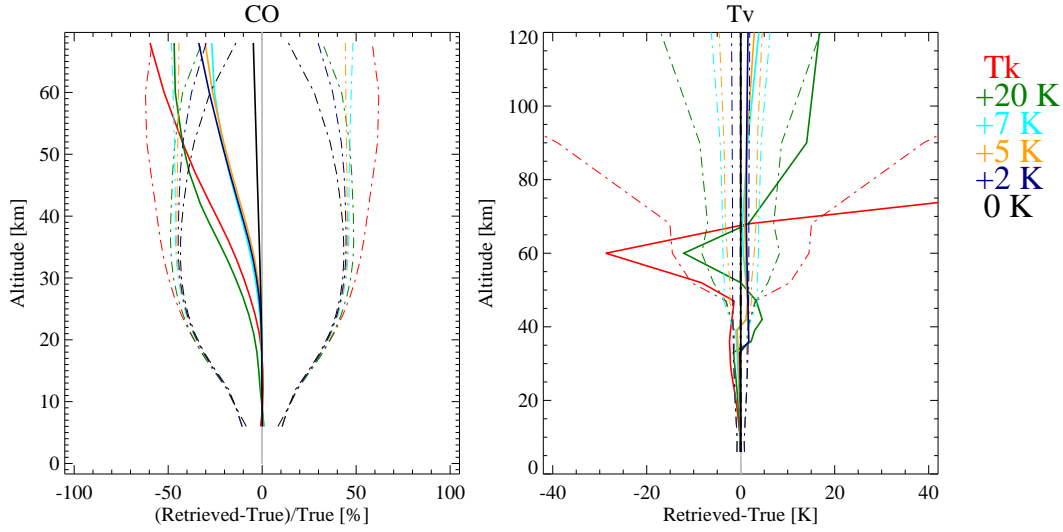 CO
60
50
40
30
20
10
0
Altitude [km]
-100 -50 0 50 100
(Retrieved-True)/True [%]
Tv
120
100
80
60
40
20
0
Altitude [km]
-40 -20 0 20 40
Retrieved-True [K]
Tk
+20 K
+7 K
+5 K
+2 K
0 K